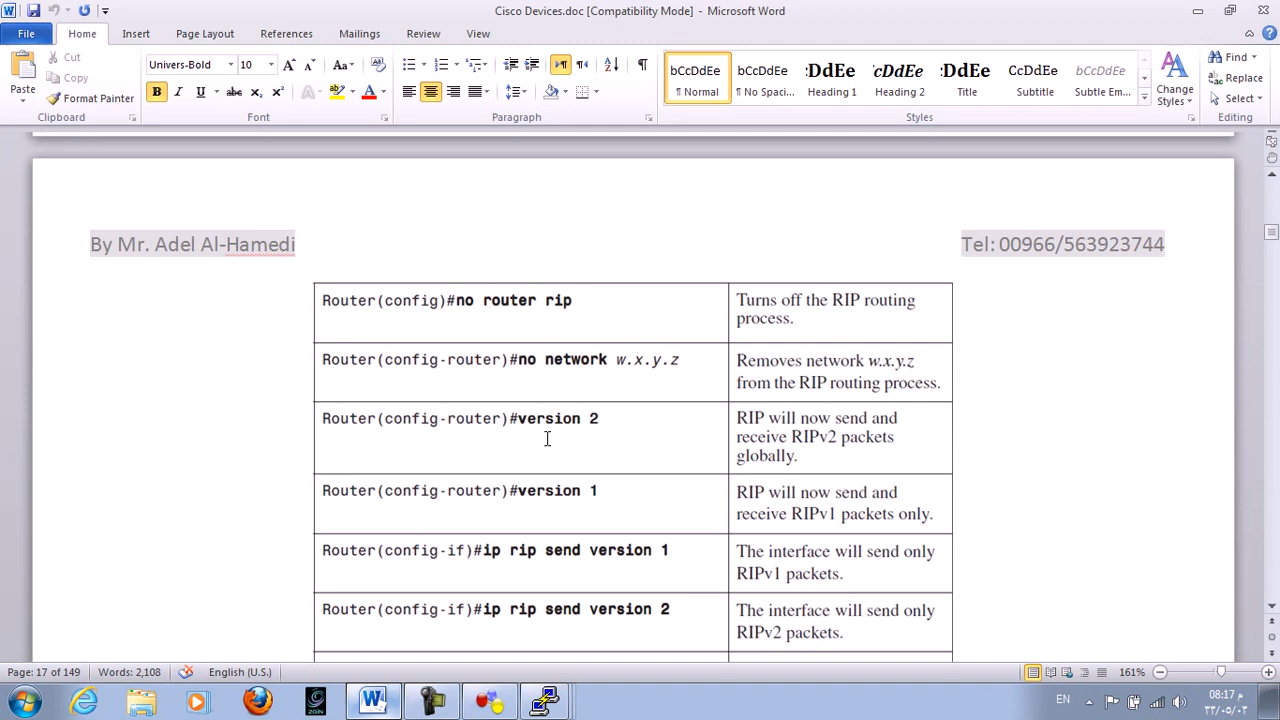 Cisco Devices.doc [Compatibility Mode] - Microsoft Word
File Home Insert Page Layout References Mailings Review View
Paste
Cut
Copy
Format Painter
Clipboard
Univers-Bold 10
Font
Paragraph
bCcDdEe bCcDdEe :DdEe :DdEe :DdEe CcDdEe bCcDdEe
¶ Normal ¶ No Spaci... Heading 1 Heading 2 Title Subtitle Subtle Em...
Styles
Change Styles
Find
Replace
Select
Editing
By Mr. Adel Al-Hamedi Tel: 00966/563923744
Router(config)#no router rip
Turns off the RIP routing
process.
Router(config-router)#no network w.x.y.z
Removes network w.x.y.z
from the RIP routing process.
Router(config-router)#version 2
RIP will now send and
receive RIPv2 packets
globally.
Router(config-router)#version 1
RIP will now send and
receive RIPv1 packets only.
Router(config-if)#ip rip send version 1
The interface will send only
RIPv1 packets.
Router(config-if)#ip rip send version 2
The interface will send only
RIPv2 packets.
Page: 17 of 149 Words: 2,108 English (U.S.) 161%
zain
EN
08:17 م
٣٣/٠٥/٠٣